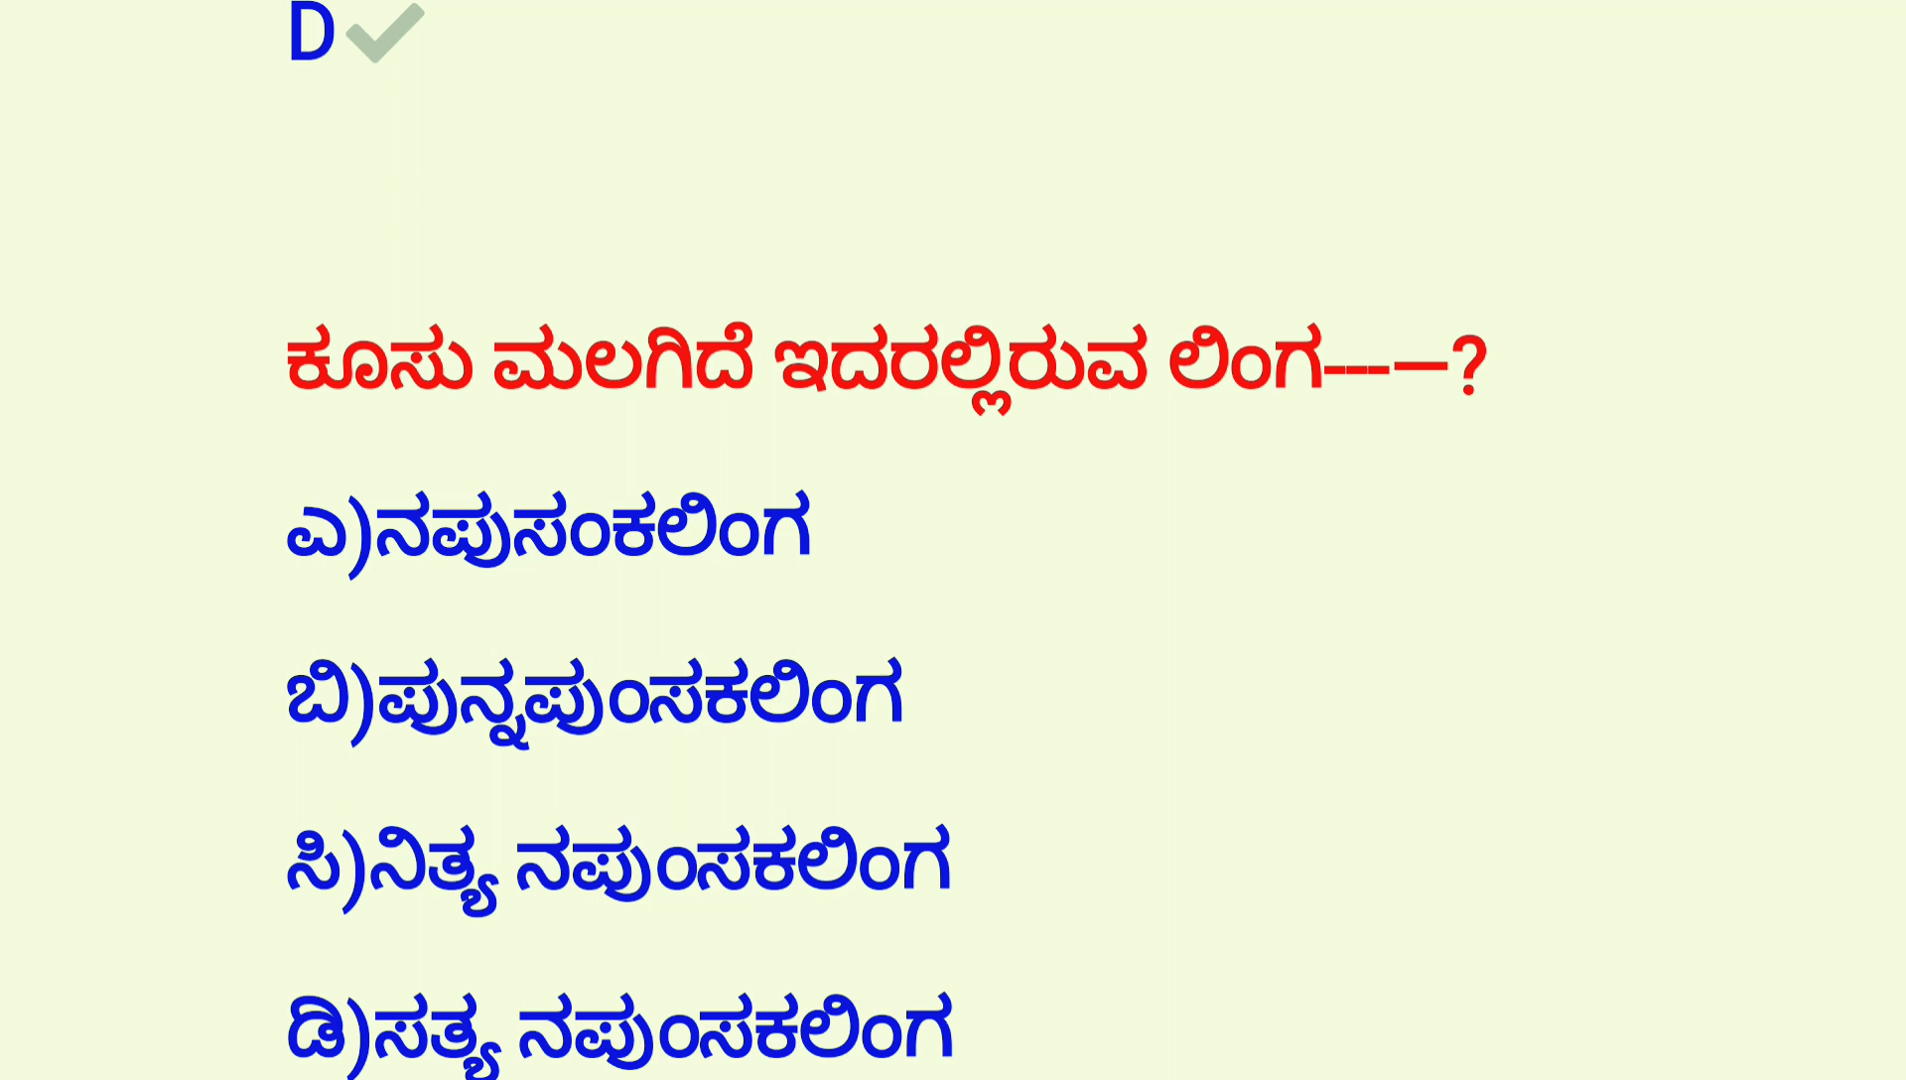 D✔
ಕೂಸು ಮಲಗಿದೆ ಇದರಲ್ಲಿರುವ ಲಿಂಗ---—?
ಎ)ನಪುಸಂಕಲಿಂಗ
ಬಿ)ಪುನ್ನಪುಂಸಕಲಿಂಗ
ಸಿ)ನಿತ್ಯ ನಪುಂಸಕಲಿಂಗ
ಡಿ)ಸತ್ಯ ನಪುಂಸಕಲಿಂಗ